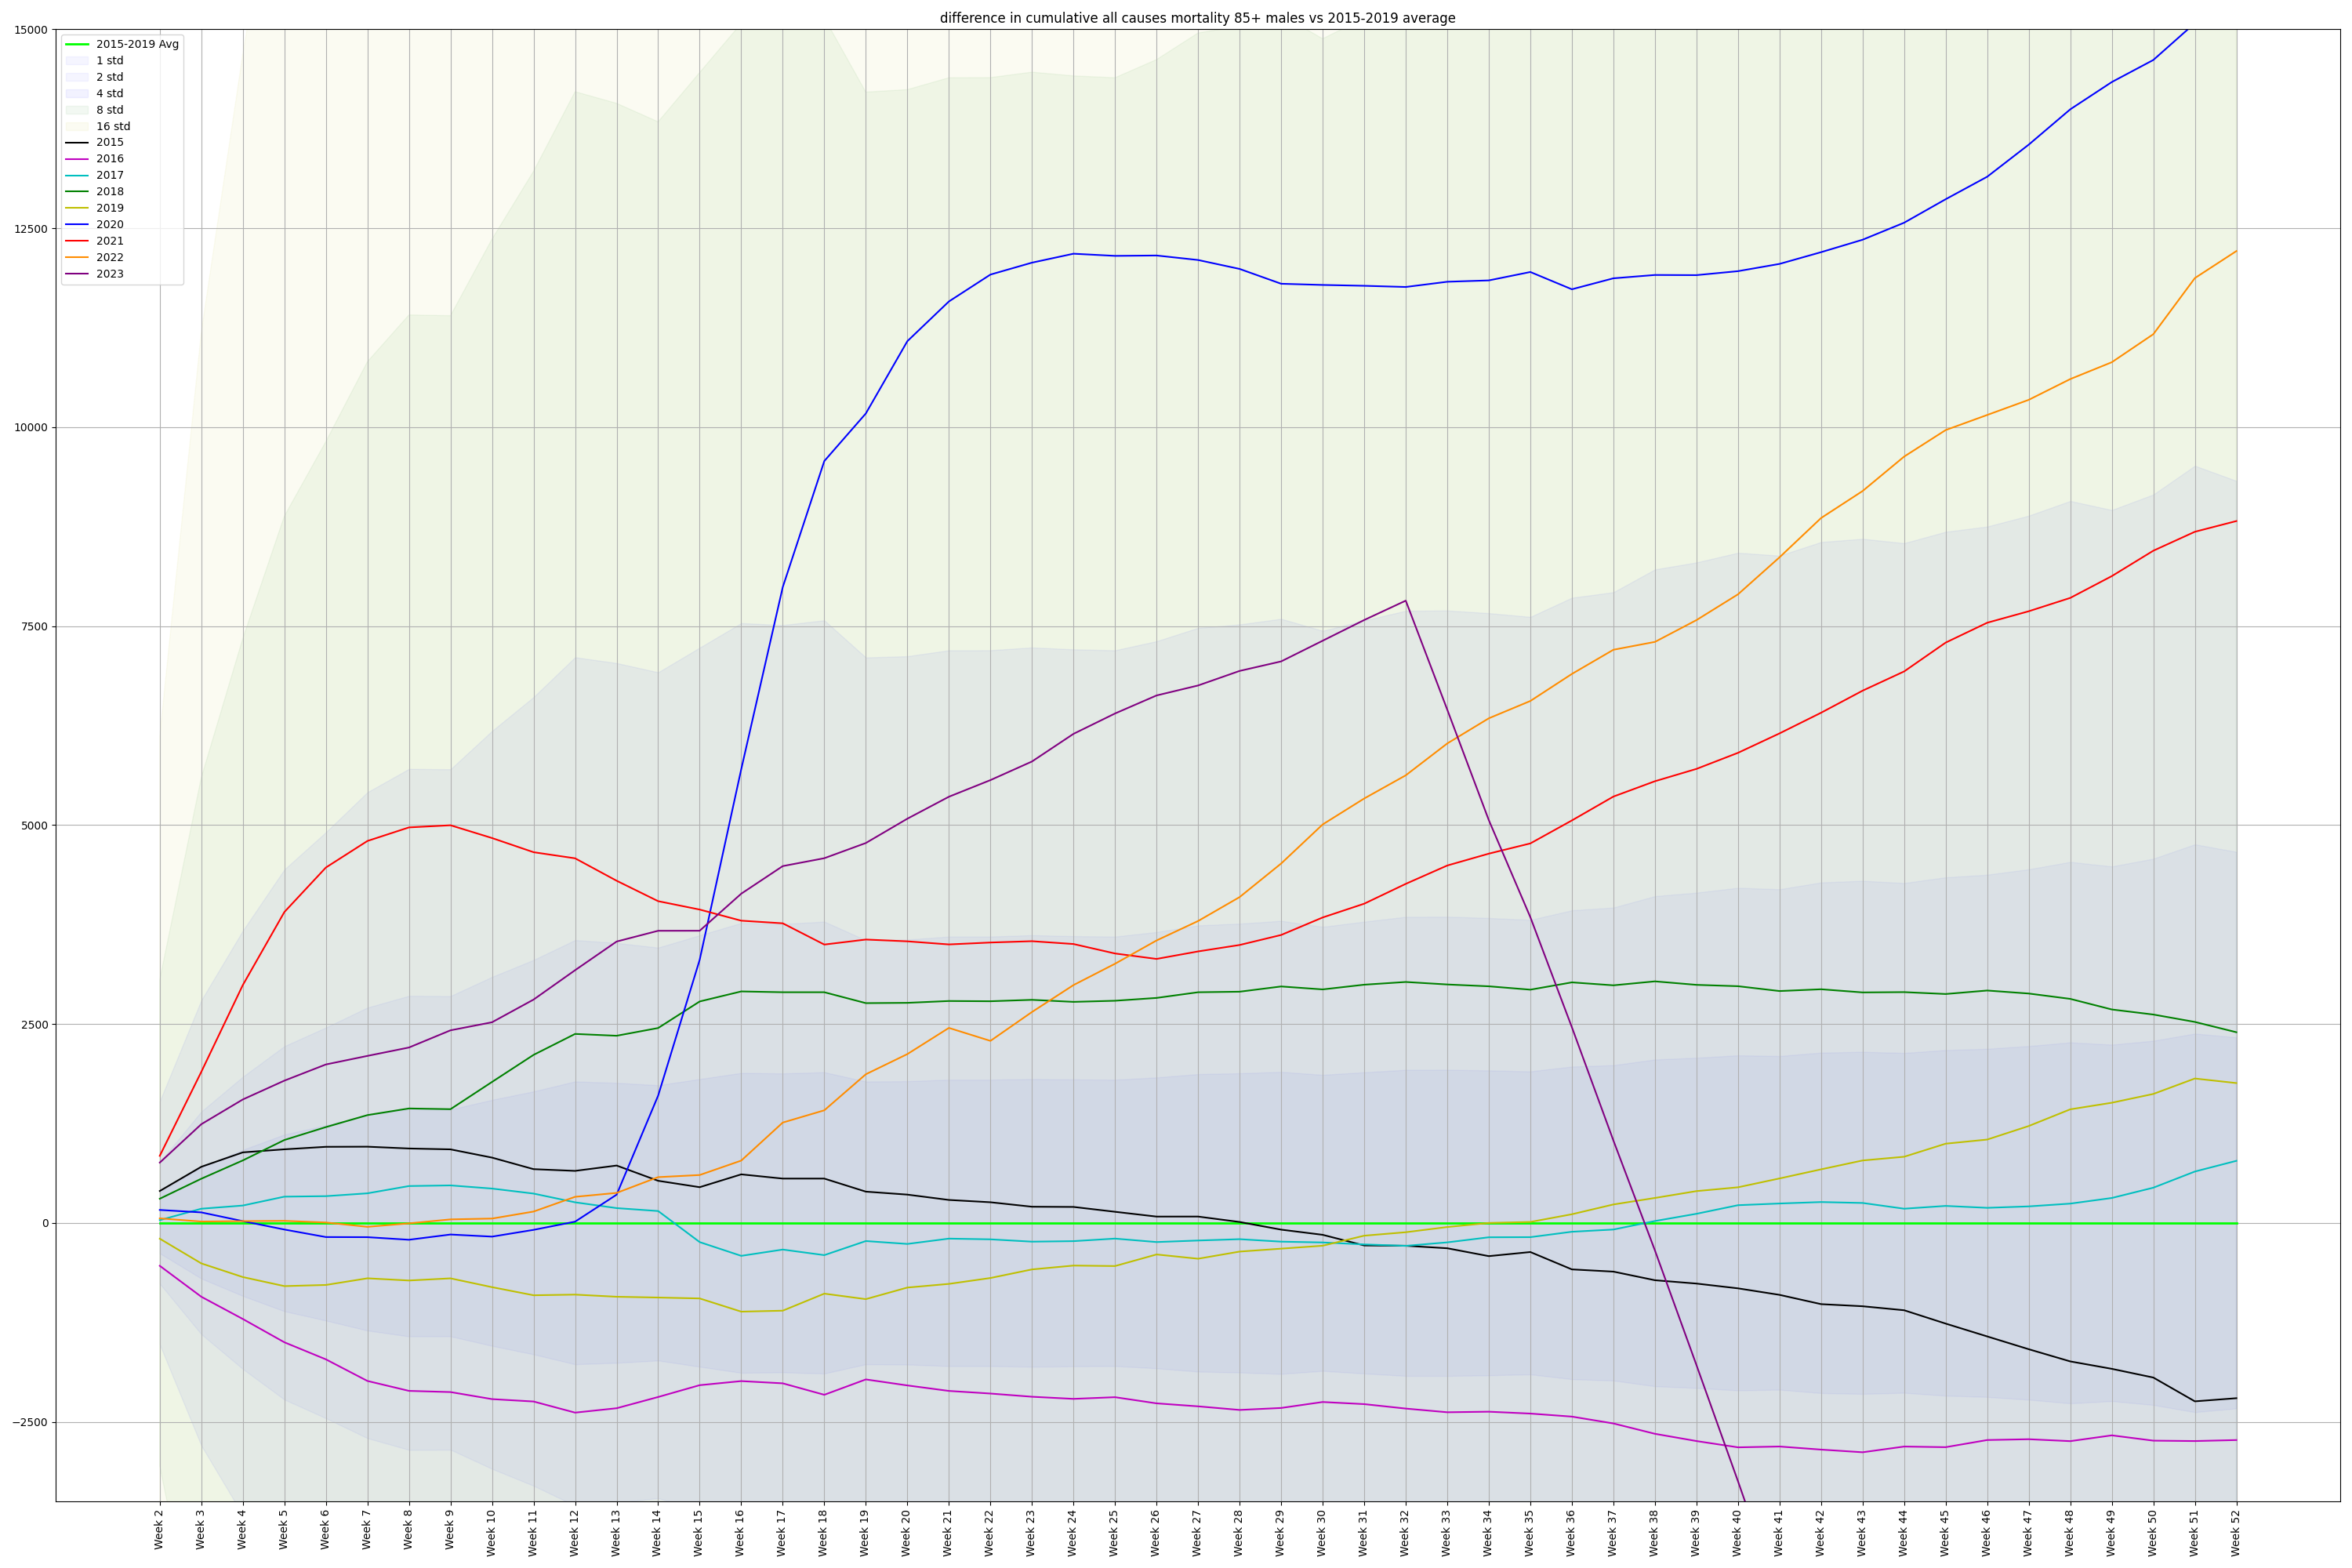 difference in cumulative all causes mortality 85+ males vs 2015-2019 average
15000
12500
10000
7500
5000
2500
0
−2500
2015-2019 Avg
1 std
2 std
4 std
8 std
16 std
2015
2016
2017
2018
2019
2020
2021
2022
2023
Week 2
Week 3
Week 4
Week 5
Week 6
Week 7
Week 8
Week 9
Week 10
Week 11
Week 12
Week 13
Week 14
Week 15
Week 16
Week 17
Week 18
Week 19
Week 20
Week 21
Week 22
Week 23
Week 24
Week 25
Week 26
Week 27
Week 28
Week 29
Week 30
Week 31
Week 32
Week 33
Week 34
Week 35
Week 36
Week 37
Week 38
Week 39
Week 40
Week 41
Week 42
Week 43
Week 44
Week 45
Week 46
Week 47
Week 48
Week 49
Week 50
Week 51
Week 52